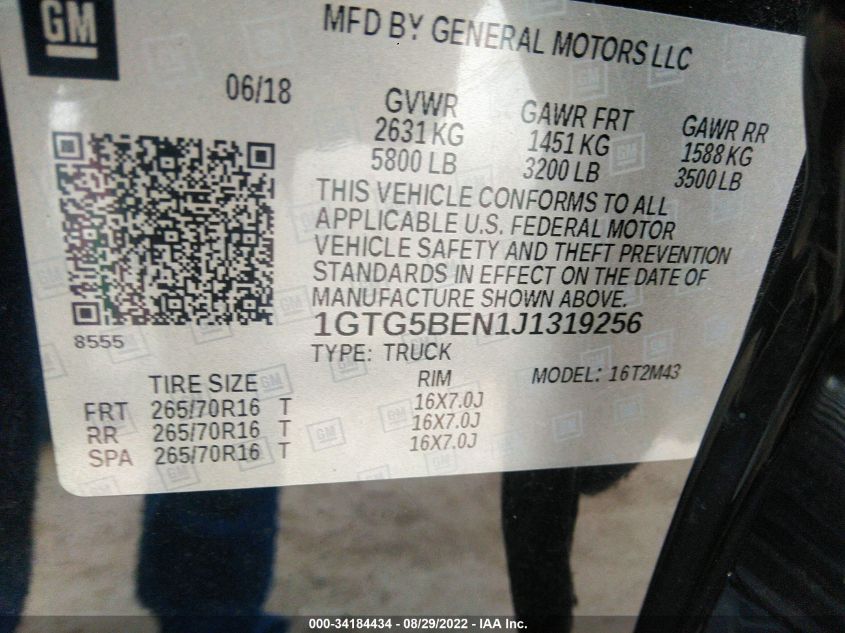 GM
MFD BY GENERAL MOTORS LLC
06/18
GVWR GAWR FRT GAWR RR
2631 KG 1451 KG 1588 KG
5800 LB 3200 LB 3500 LB
THIS VEHICLE CONFORMS TO ALL
APPLICABLE U.S. FEDERAL MOTOR
VEHICLE SAFETY AND THEFT PREVENTION
STANDARDS IN EFFECT ON THE DATE OF
MANUFACTURE SHOWN ABOVE.
8555
1GTG5BEN1J1319256
TYPE: TRUCK
TIRE SIZE RIM MODEL: 16T2M43
FRT 265/70R16 T 16X7.0J
RR 265/70R16 T 16X7.0J
SPA 265/70R16 T 16X7.0J
000-34184434 - 08/29/2022 - IAA Inc.